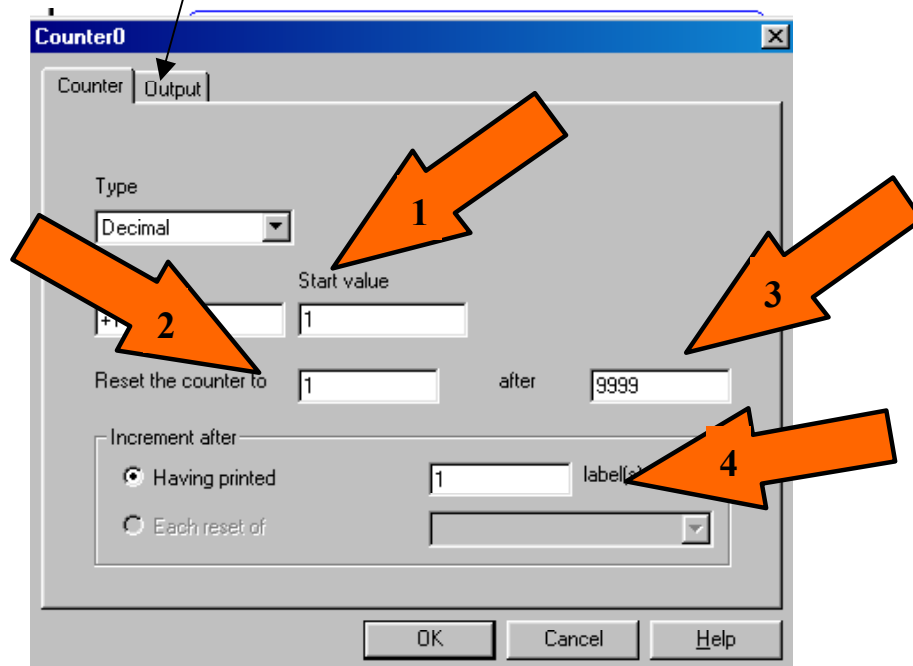 Counter0
Counter Output
Type
Decimal
1
Start value
3
2
1
Reset the counter to 1 after 9999
Increment after
4
Having printed 1
Each reset of
OK Cancel Help